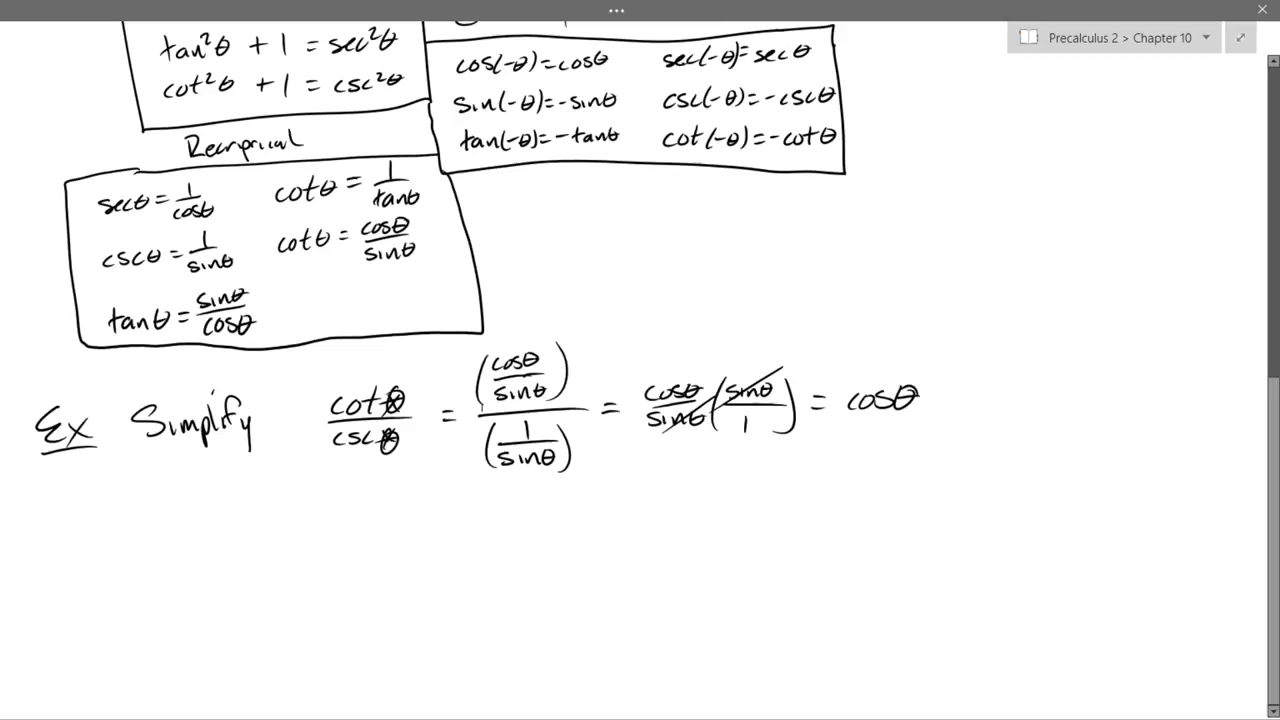 ...
Precalculus 2 > Chapter 10
tan²θ + 1 = sec²θ
cot²θ + 1 = csc²θ
cos(-θ)=cosθ sec(-θ)=secθ
sin(-θ)=-sinθ csc(-θ)=-cscθ
tan(-θ)=-tanθ cot(-θ)=-cotθ
Reciprical
secθ = 1/cosθ cotθ = 1/tanθ
cscθ = 1/sinθ cotθ = cosθ/sinθ
tanθ = sinθ/cosθ
Ex Simplify cotθ/cscθ = (cosθ/sinθ)/(1/sinθ) = cosθ/sinθ (sinθ/1) = cosθ